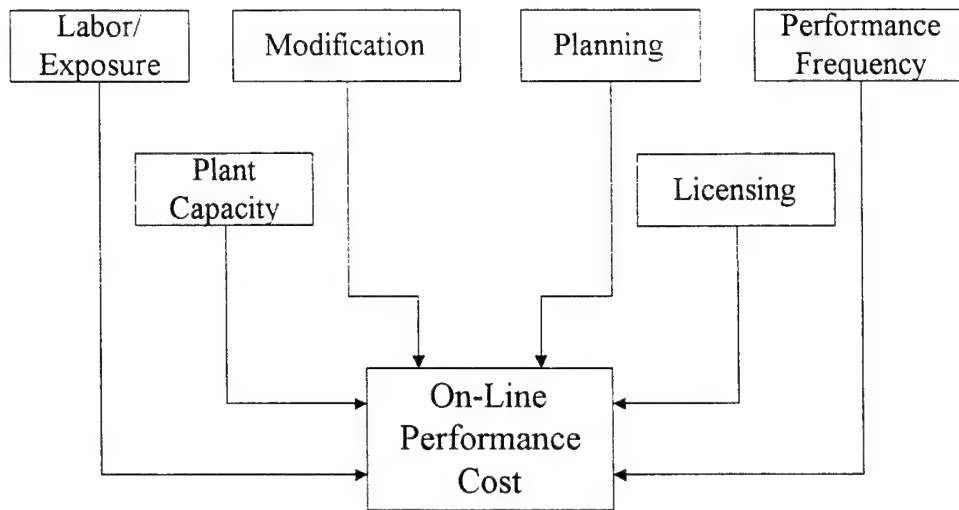 Labor/
Exposure
Modification
Planning
Performance
Frequency
Plant
Capacity
Licensing
On-Line
Performance
Cost